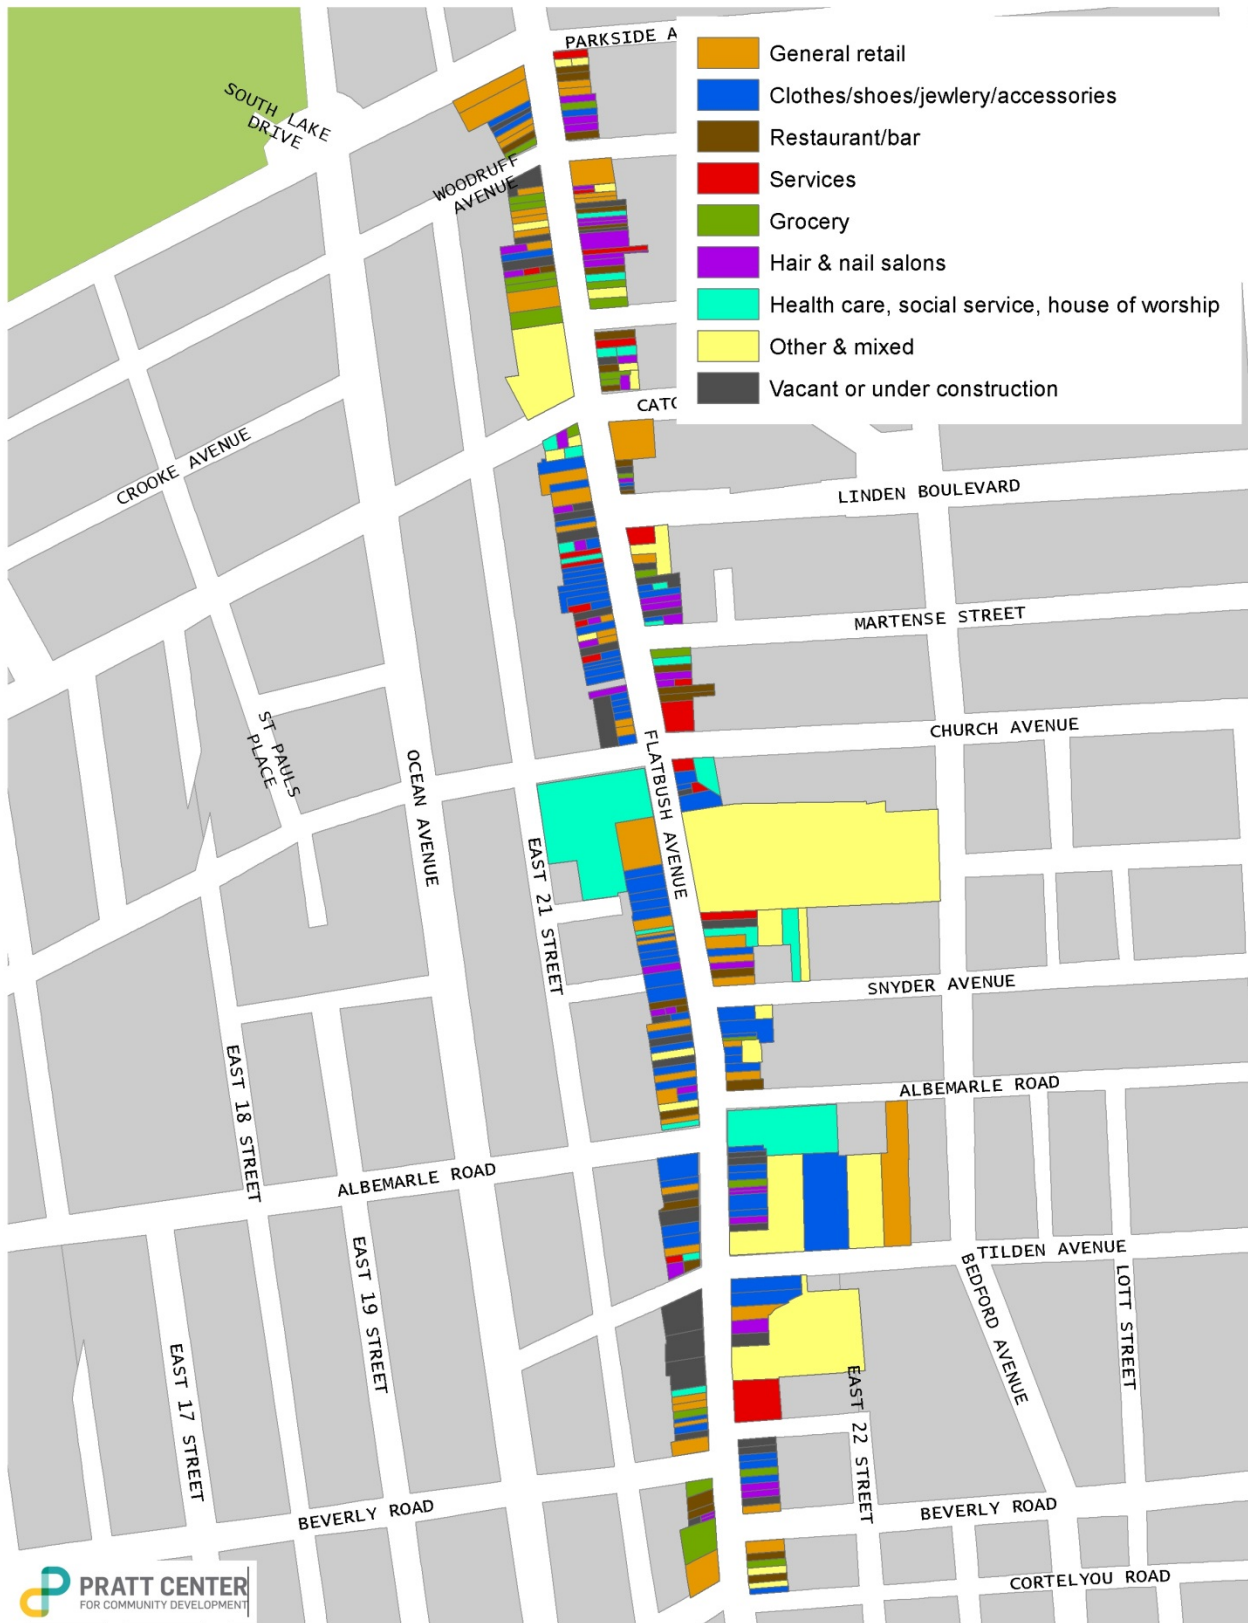 PARKSIDE A
General retail
Clothes/shoes/jewlery/accessories
Restaurant/bar
Services
Grocery
Hair & nail salons
Health care, social service, house of worship
Other & mixed
Vacant or under construction
SOUTH LAKE
DRIVE
WOODRUFF
AVENUE
CATO
CROOKE AVENUE
LINDEN BOULEVARD
MARTENSE STREET
ST PAULS
PLACE
OCEAN AVENUE
FLATBUSH AVENUE
CHURCH AVENUE
EAST 21 STREET
SNYDER AVENUE
EAST 18 STREET
ALBEMARLE ROAD
ALBEMARLE ROAD
EAST 19 STREET
TILDEN AVENUE
BEDFORD AVENUE
LOTT STREET
EAST 17 STREET
EAST 22 STREET
BEVERLY ROAD
BEVERLY ROAD
CORTELYOU ROAD
PRATT CENTER
FOR COMMUNITY DEVELOPMENT